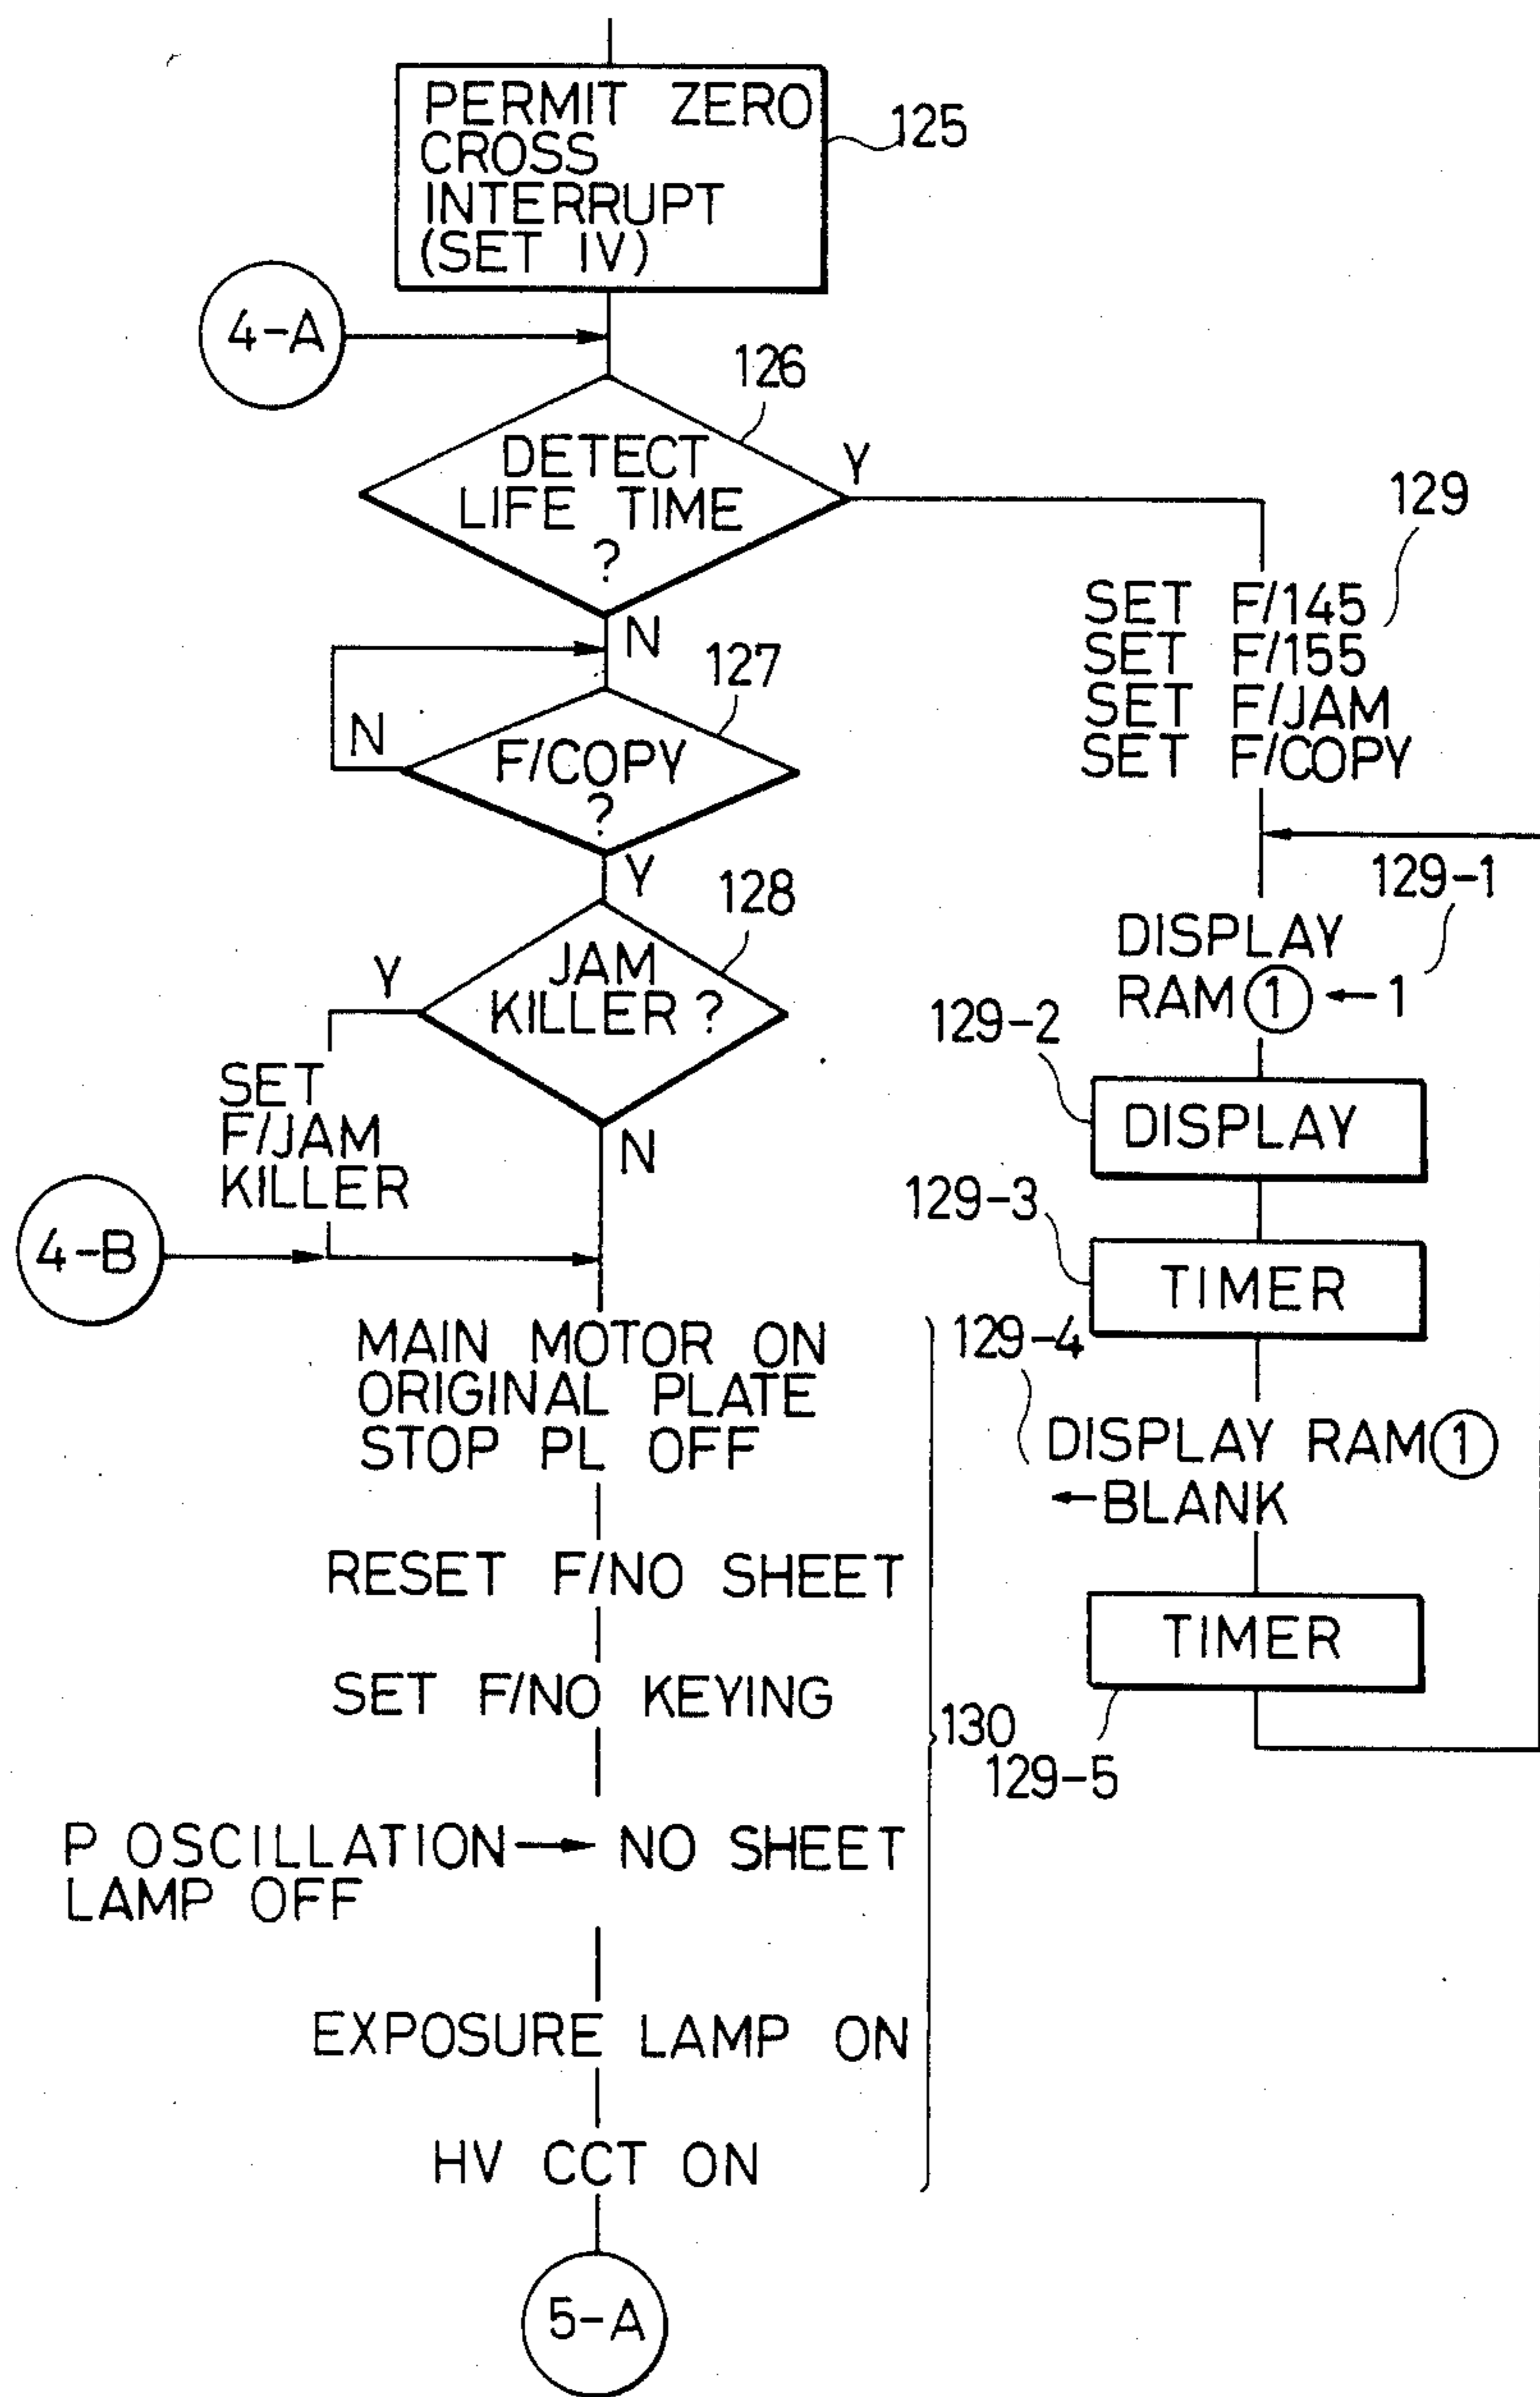 PERMIT ZERO
CROSS
INTERRUPT
(SET IV)
125
4-A
126
DETECT
LIFE TIME
?
Y
N
129
SET F/145
SET F/155
SET F/JAM
SET F/COPY
127
N
F/COPY
?
Y
128
JAM
KILLER ?
Y
N
SET
F/JAM
KILLER
4-B
129-1
DISPLAY
RAM ① ← 1
129-2
DISPLAY
129-3
TIMER
129-4
DISPLAY RAM ①
← BLANK
TIMER
129-5
MAIN MOTOR ON
ORIGINAL PLATE
STOP PL OFF
RESET F/NO SHEET
SET F/NO KEYING
130
P OSCILLATION → NO SHEET
LAMP OFF
EXPOSURE LAMP ON
HV CCT ON
5-A